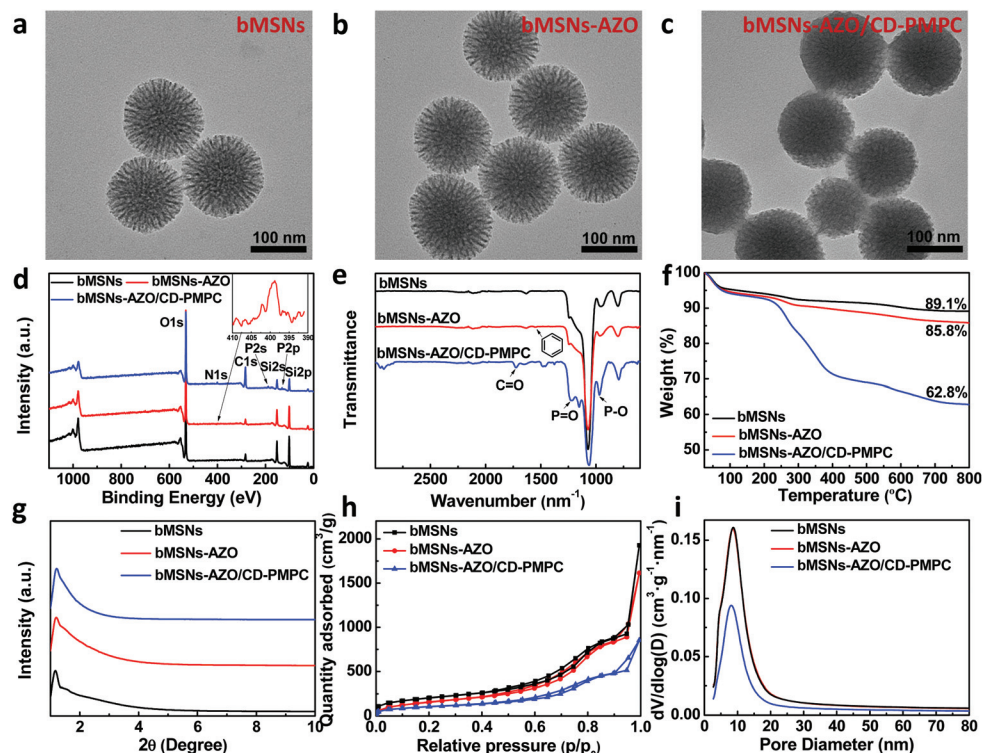 a
bMSNs
100 nm
b
bMSNs-AZO
100 nm
c
bMSNs-AZO/CD-PMPC
100 nm
d
bMSNs
bMSNs-AZO
bMSNs-AZO/CD-PMPC
410 405 400 395 390
O1s
N1s
C1s
P2s
Si2s
P2p
Si2p
Intensity (a.u.)
1000 800 600 400 200 0
Binding Energy (eV)
e
bMSNs
bMSNs-AZO
bMSNs-AZO/CD-PMPC
C=O
P=O
P-O
Transmittance
4000 3000 2000 1000
Wavenumber (nm-1)
f
100
90
80
70
60
50
Weight (%)
89.1%
85.8%
62.8%
bMSNs
bMSNs-AZO
bMSNs-AZO/CD-PMPC
100 200 300 400 500 600 700 800
Temperature (ºC)
g
bMSNs
bMSNs-AZO
bMSNs-AZO/CD-PMPC
Intensity (a.u.)
2 4 6 8 10
2θ (Degree)
h
2000
1500
1000
500
0
Quantity adsorbed (cm3/g)
bMSNs
bMSNs-AZO
bMSNs-AZO/CD-PMPC
0.0 0.2 0.4 0.6 0.8 1.0
Relative pressure (p/po)
i
0.15
0.10
0.05
0.00
dV/dlog(D) (cm3·g-1·nm-1)
bMSNs
bMSNs-AZO
bMSNs-AZO/CD-PMPC
0 10 20 30 40 50 60 70 80
Pore Diameter (nm)